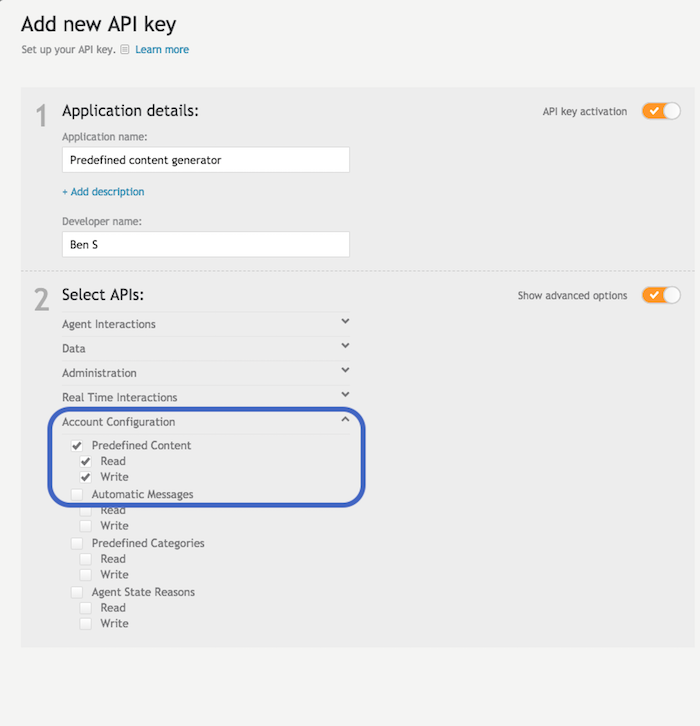 Add new API key
Set up your API key. Learn more
1 Application details: API key activation
Application name:
Predefined content generator
+ Add description
Developer name:
Ben S
2 Select APIs: Show advanced options
Agent Interactions
Data
Administration
Real Time Interactions
Account Configuration
Predefined Content
Read
Write
Automatic Messages
Read
Write
Predefined Categories
Read
Write
Agent State Reasons
Read
Write